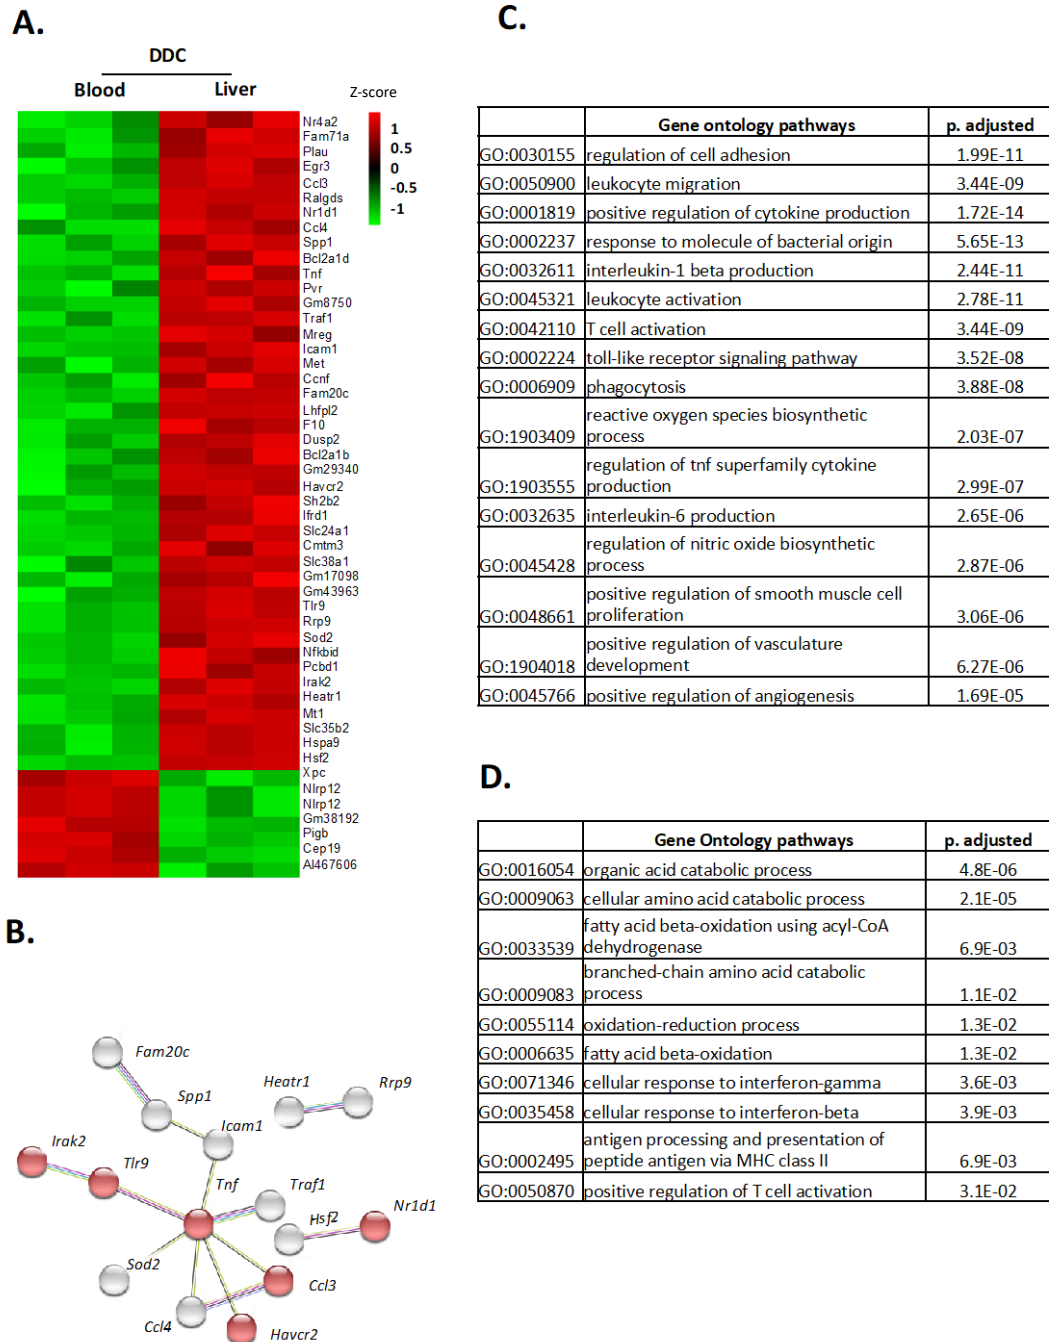 A.
DDC
Blood Liver
Z-score
1
0.5
0
-0.5
-1
Nr4a2
Fam71a
Plau
Egr3
Ccl3
Ralgds
Nr1d1
Ccl4
Spp1
Bcl2a1d
Tnf
Pvr
Gm8750
Traf1
Mreg
Icam1
Met
Ccnf
Fam20c
Lhfpl2
F10
Dusp2
Bcl2a1b
Gm29340
Havcr2
Sh2b2
Ifrd1
Slc24a1
Cmtm3
Slc38a1
Gm17098
Gm43963
Tlr9
Rrp9
Sod2
Nfkbid
Pcbd1
Irak2
Heatr1
Mt1
Slc35b2
Hspa9
Hsf2
Xpc
Nlrp12
Nlrp12
Gm38192
Pigb
Cep19
AI467606
B.
Fam20c
Spp1
Heatr1
Rrp9
Icam1
Irak2
Tlr9
Tnf
Traf1
Nr1d1
Hsf2
Sod2
Ccl3
Ccl4
Havcr2
C.
Gene ontology pathways p. adjusted
GO:0030155 regulation of cell adhesion 1.99E-11
GO:0050900 leukocyte migration 3.44E-09
GO:0001819 positive regulation of cytokine production 1.72E-14
GO:0002237 response to molecule of bacterial origin 5.65E-13
GO:0032611 interleukin-1 beta production 2.44E-11
GO:0045321 leukocyte activation 2.78E-11
GO:0042110 T cell activation 3.44E-09
GO:0002224 toll-like receptor signaling pathway 3.52E-08
GO:0006909 phagocytosis 3.88E-08
reactive oxygen species biosynthetic
GO:1903409 process 2.03E-07
regulation of tnf superfamily cytokine
GO:1903555 production 2.99E-07
GO:0032635 interleukin-6 production 2.65E-06
regulation of nitric oxide biosynthetic
GO:0045428 process 2.87E-06
positive regulation of smooth muscle cell
GO:0048661 proliferation 3.06E-06
positive regulation of vasculature
GO:1904018 development 6.27E-06
GO:0045766 positive regulation of angiogenesis 1.69E-05
D.
Gene Ontology pathways p. adjusted
GO:0016054 organic acid catabolic process 4.8E-06
GO:0009063 cellular amino acid catabolic process 2.1E-05
fatty acid beta-oxidation using acyl-CoA
GO:0033539 dehydrogenase 6.9E-03
branched-chain amino acid catabolic
GO:0009083 process 1.1E-02
GO:0055114 oxidation-reduction process 1.3E-02
GO:0006635 fatty acid beta-oxidation 1.3E-02
GO:0071346 cellular response to interferon-gamma 3.6E-03
GO:0035458 cellular response to interferon-beta 3.9E-03
antigen processing and presentation of
GO:0002495 peptide antigen via MHC class II 6.9E-03
GO:0050870 positive regulation of T cell activation 3.1E-02